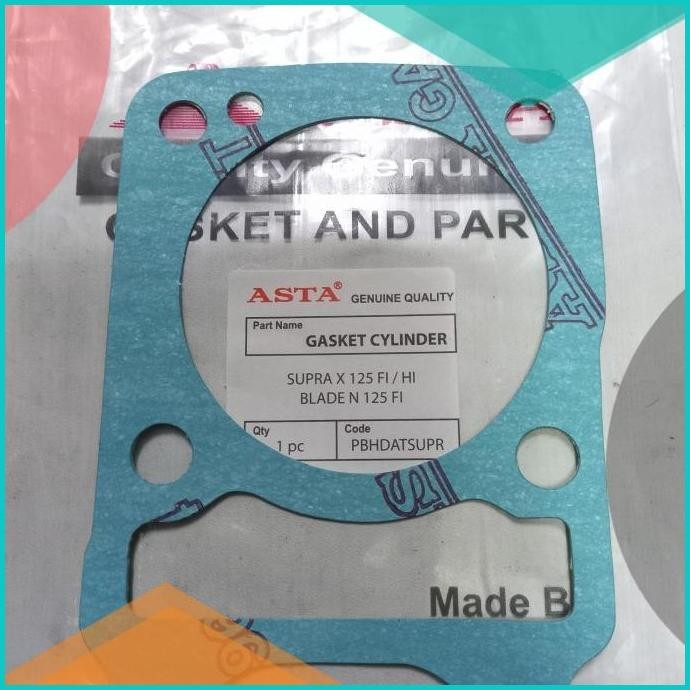 GASKET AND PAR
ASTA® GENUINE QUALITY
Part Name
GASKET CYLINDER
SUPRA X 125 FI / HI
BLADE N 125 FI
Qty
1 pc
Code
PBHDATSUPR
Made B